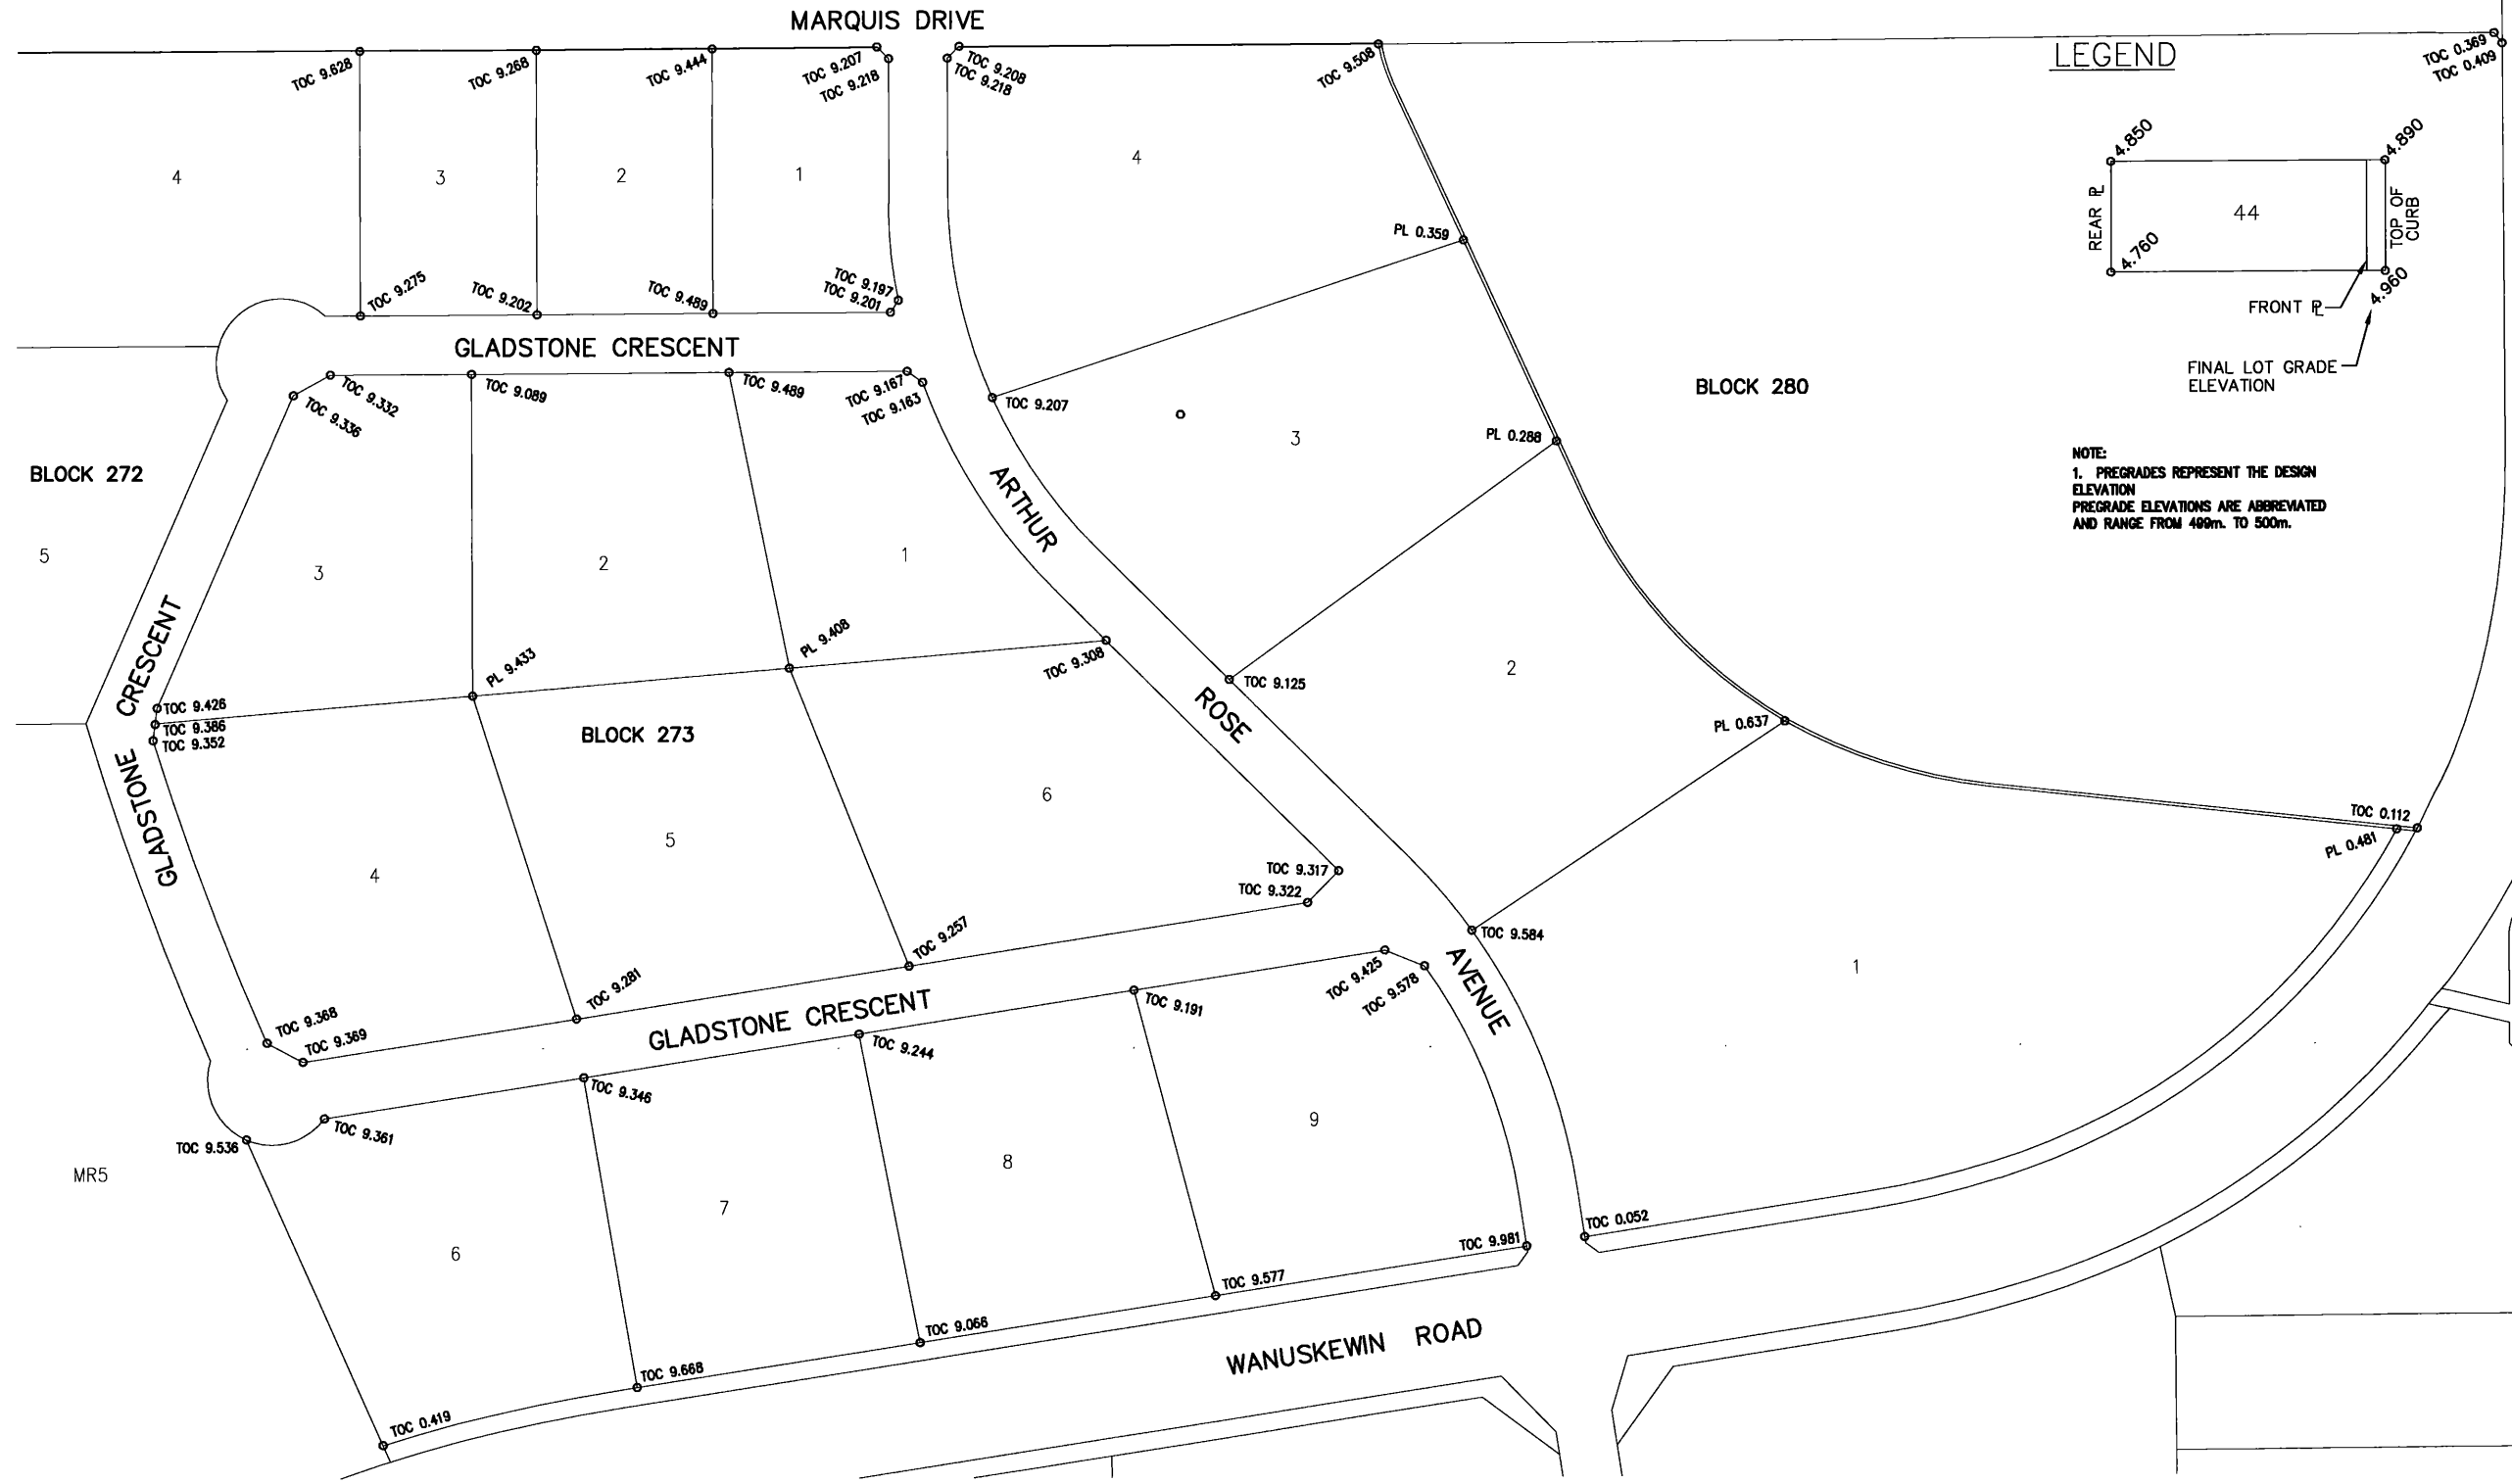 MARQUIS DRIVE
TOC 9.628
TOC 9.268
TOC 9.444
TOC 9.207
TOC 9.218
TOC 9.208
TOC 9.218
TOC 9.508
LEGEND
TOC 0.369
TOC 0.409
4.850
4.890
REAR PL
44
TOP OF
CURB
4.760
4.960
FRONT PL
FINAL LOT GRADE
ELEVATION
4
3
2
1
4
PL 0.359
TOC 9.275
TOC 9.202
TOC 9.489
TOC 9.197
TOC 9.201
GLADSTONE CRESCENT
TOC 9.332
TOC 9.336
TOC 9.089
TOC 9.489
TOC 9.167
TOC 9.163
TOC 9.207
BLOCK 280
3
PL 0.288
NOTE:
1. PREGRADES REPRESENT THE DESIGN
ELEVATION
PREGRADE ELEVATIONS ARE ABBREVIATED
AND RANGE FROM 499m. TO 500m.
BLOCK 272
5
3
2
1
ARTHUR
ROSE
AVENUE
GLADSTONE CRESCENT
PL 9.433
PL 9.408
TOC 9.308
TOC 9.125
2
TOC 9.426
TOC 9.386
TOC 9.352
BLOCK 273
PL 0.637
6
5
4
TOC 0.112
PL 0.481
TOC 9.317
TOC 9.322
TOC 9.257
TOC 9.281
TOC 9.584
1
TOC 9.425
TOC 9.578
TOC 9.368
TOC 9.369
GLADSTONE CRESCENT
TOC 9.191
TOC 9.244
TOC 9.346
TOC 9.361
TOC 9.536
MR5
9
8
7
6
TOC 0.052
TOC 9.981
TOC 9.577
TOC 9.066
TOC 9.668
TOC 0.419
WANUSKEWIN ROAD